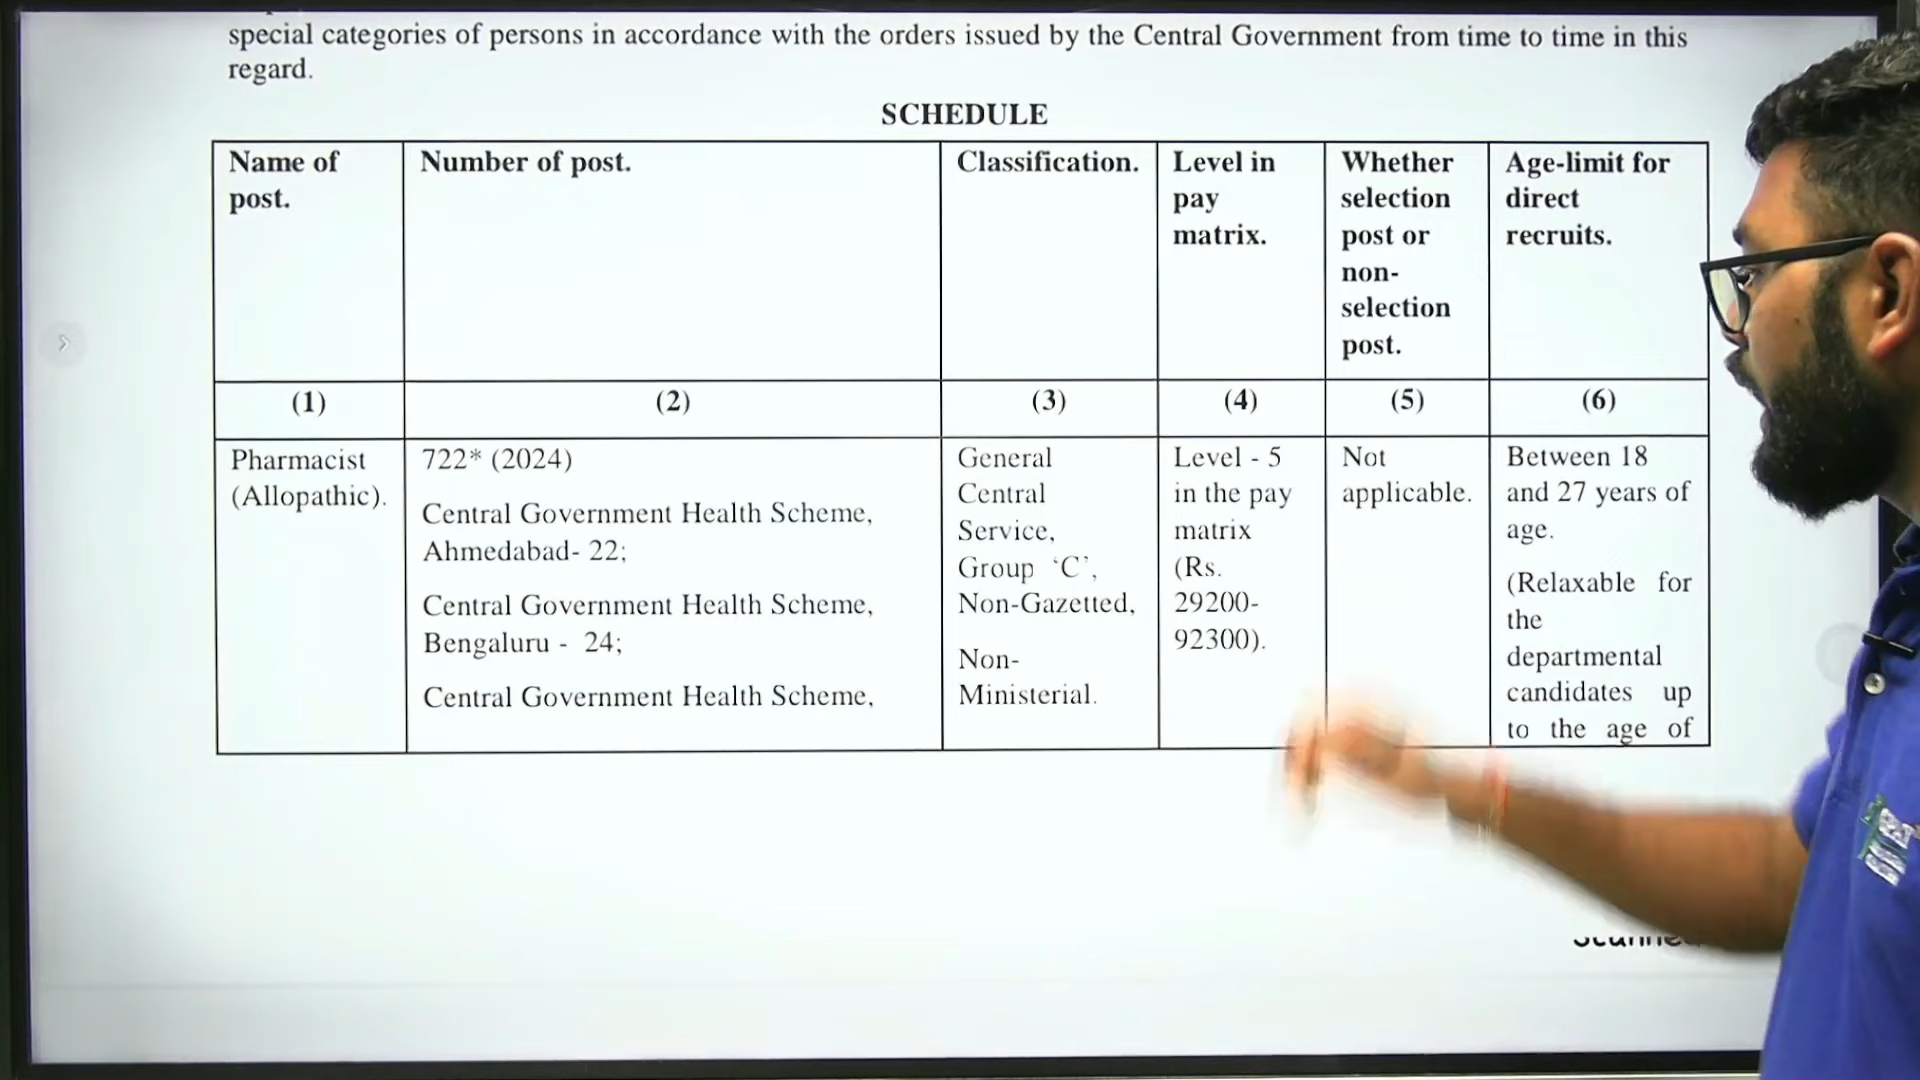 special categories of persons in accordance with the orders issued by the Central Government from time to time in this
regard.
SCHEDULE
Name of
post.
Number of post.
Classification.
Level in
pay
matrix.
Whether
selection
post or
non-
selection
post.
Age-limit for
direct
recruits.
(1)
(2)
(3)
(4)
(5)
(6)
Pharmacist
(Allopathic).
722* (2024)
Central Government Health Scheme,
Ahmedabad- 22;
Central Government Health Scheme,
Bengaluru - 24;
Central Government Health Scheme,
General
Central
Service,
Group ‘C’,
Non-Gazetted,
Non-
Ministerial.
Level - 5
in the pay
matrix
(Rs.
29200-
92300).
Not
applicable.
Between 18
and 27 years of
age.
(Relaxable for
the
departmental
candidates up
to the age of